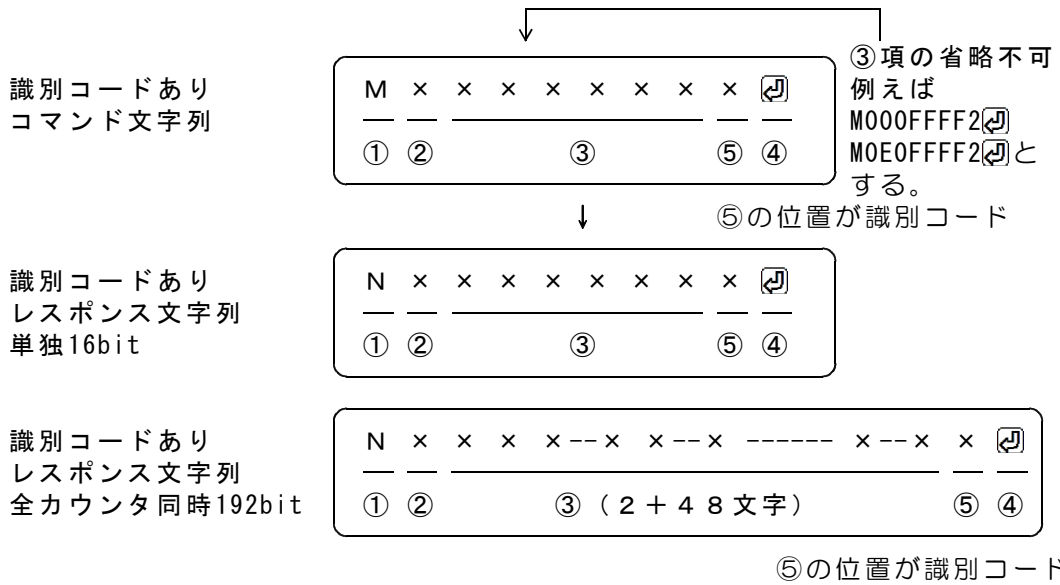 識別コードあり
コマンド文字列
M × × × × × × × × ⏎
① ② ③ ⑤ ④
③項の省略不可
例えば
M000FFFF2⏎
M0E0FFFF2⏎と
する。
↓
⑤の位置が識別コード
識別コードあり
レスポンス文字列
単独16bit
N × × × × × × × × ⏎
① ② ③ ⑤ ④
識別コードあり
レスポンス文字列
全カウンタ同時192bit
N × × × ×--× ×--× ------ ×--× × ⏎
① ② ③(2+48文字) ⑤ ④
⑤の位置が識別コード